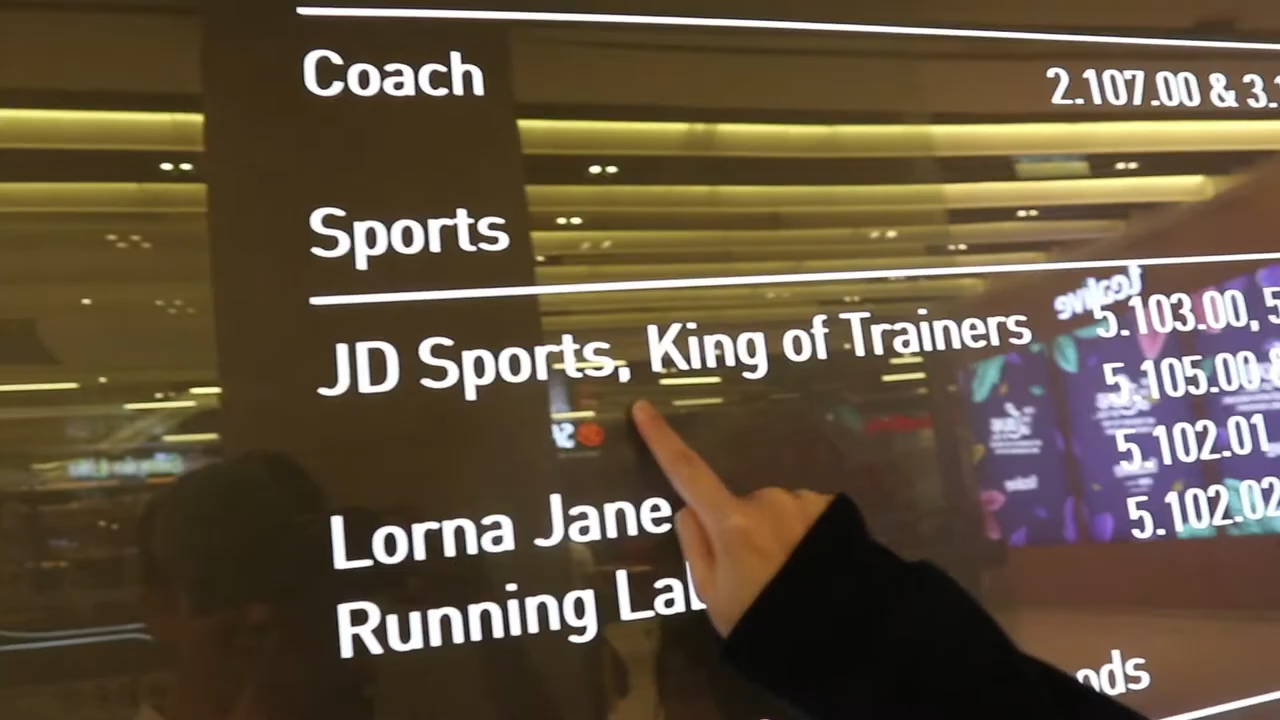 Coach 2.107.00 & 3.
Sports
JD Sports, King of Trainers 5.103.00, 5
5.105.00 &
5.102.01
5.102.02
Lorna Jane
Running Lab
ods